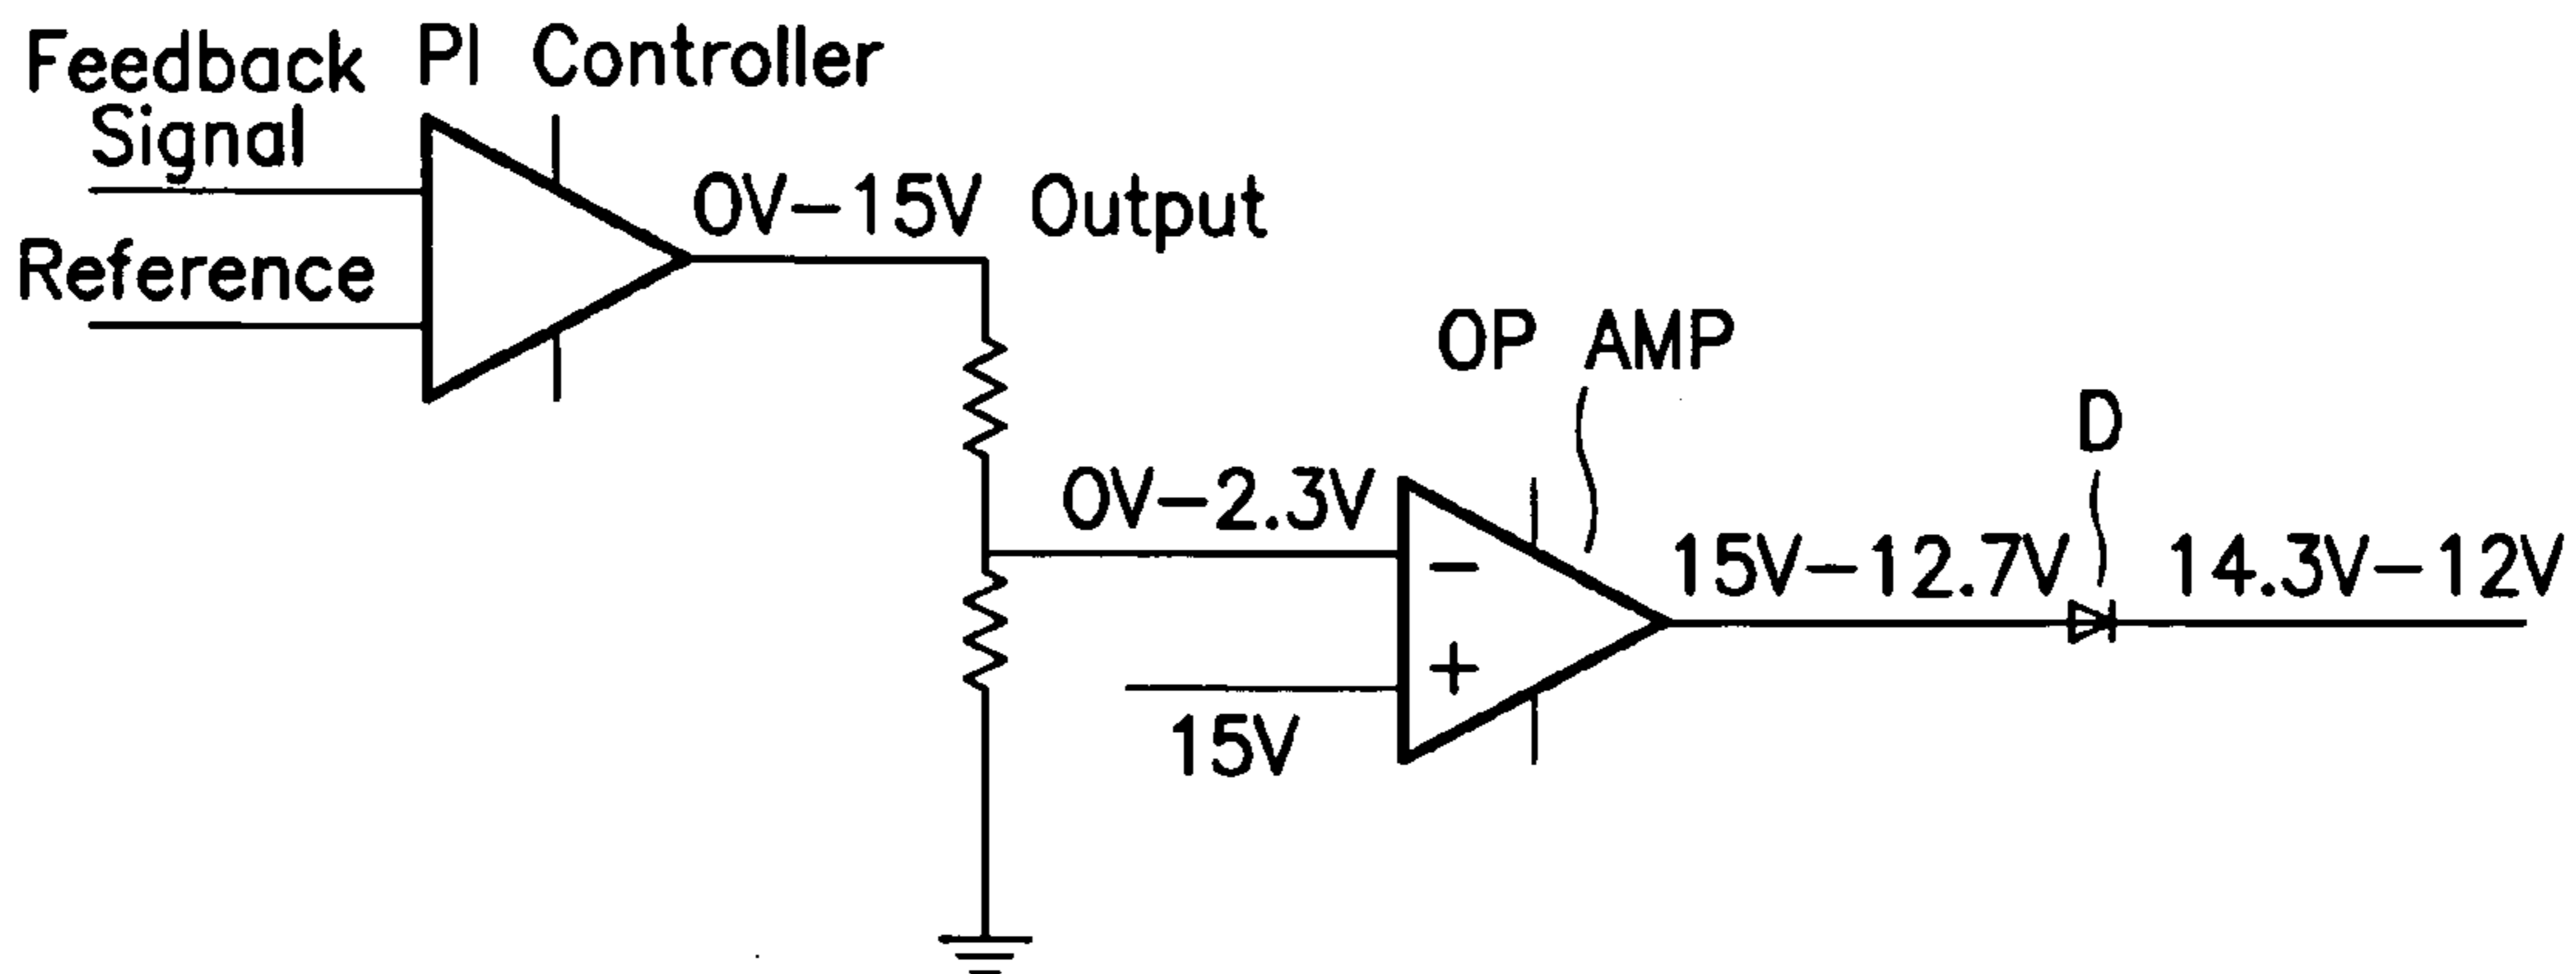 Feedback
Signal
PI Controller
Reference
0V-15V Output
OP AMP
D
0V-2.3V
-
+
15V
15V-12.7V
14.3V-12V